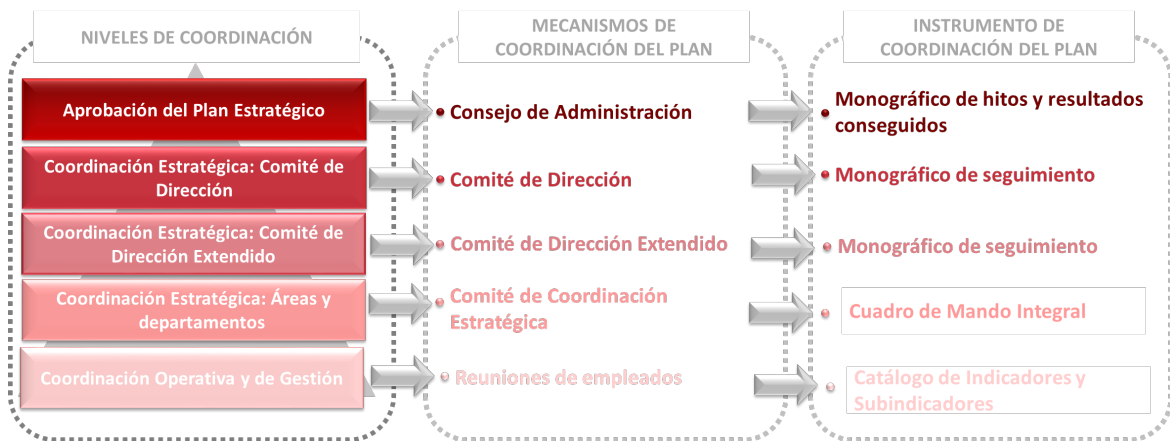 NIVELES DE COORDINACIÓN
MECANISMOS DE
COORDINACIÓN DEL PLAN
INSTRUMENTO DE
COORDINACIÓN DEL PLAN
Aprobación del Plan Estratégico
• Consejo de Administración
• Monográfico de hitos y resultados
conseguidos
Coordinación Estratégica: Comité de
Dirección
• Comité de Dirección
• Monográfico de seguimiento
Coordinación Estratégica: Comité de
Dirección Extendido
• Comité de Dirección Extendido
• Monográfico de seguimiento
Coordinación Estratégica: Áreas y
departamentos
• Comité de Coordinación
Estratégica
• Cuadro de Mando Integral
Coordinación Operativa y de Gestión
• Reuniones de empleados
• Catálogo de Indicadores y
Subindicadores